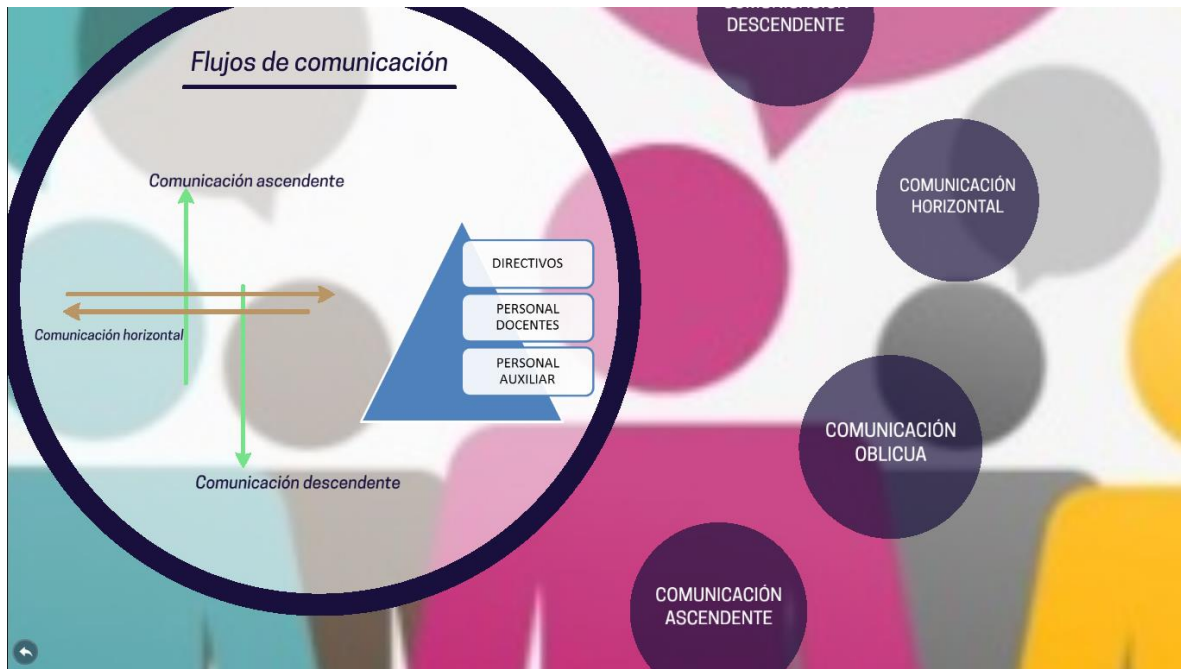 Flujos de comunicación
Comunicación ascendente
Comunicación horizontal
Comunicación descendente
DIRECTIVOS
PERSONAL
DOCENTES
PERSONAL
AUXILIAR
DESCENDENTE
COMUNICACIÓN
HORIZONTAL
COMUNICACIÓN
OBLICUA
COMUNICACIÓN
ASCENDENTE